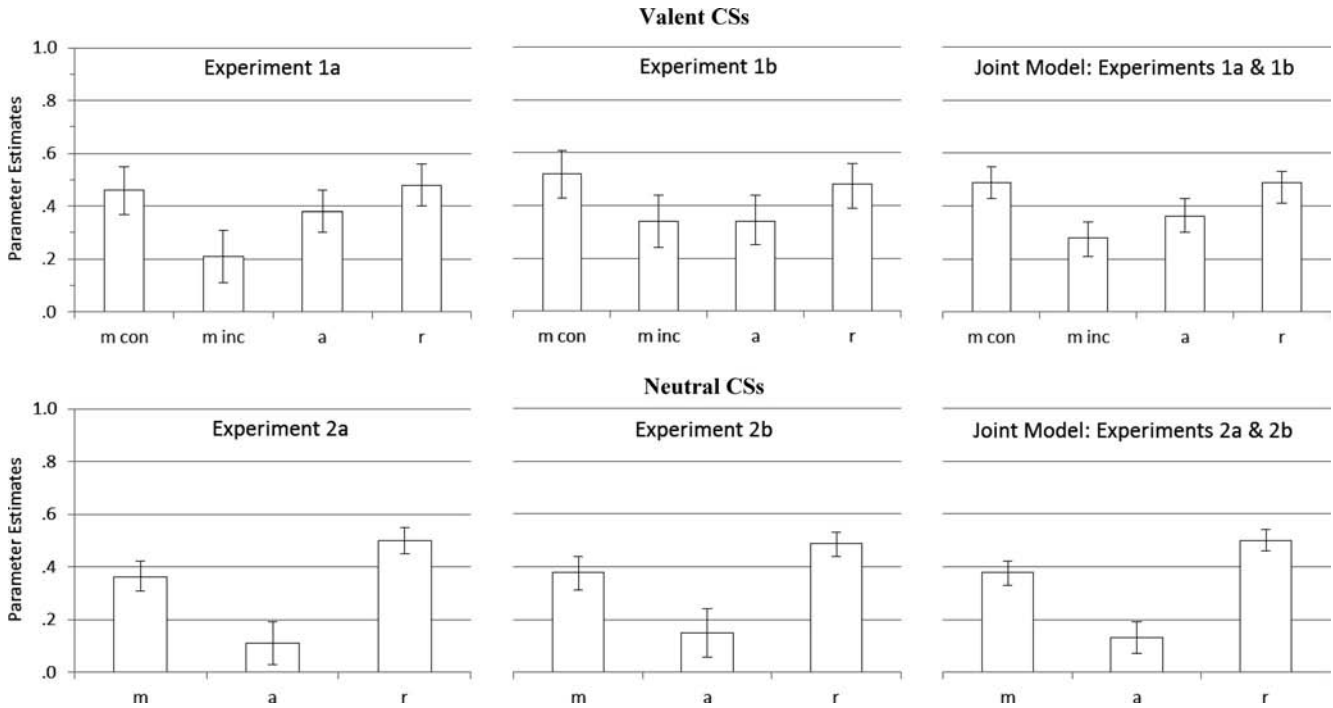 Valent CSs
Experiment 1a
Experiment 1b
Joint Model: Experiments 1a & 1b
Parameter Estimates
1.0
.8
.6
.4
.2
.0
m con m inc a r
m con m inc a r
m con m inc a r
Neutral CSs
Experiment 2a
Experiment 2b
Joint Model: Experiments 2a & 2b
Parameter Estimates
1.0
.8
.6
.4
.2
.0
m a r
m a r
m a r